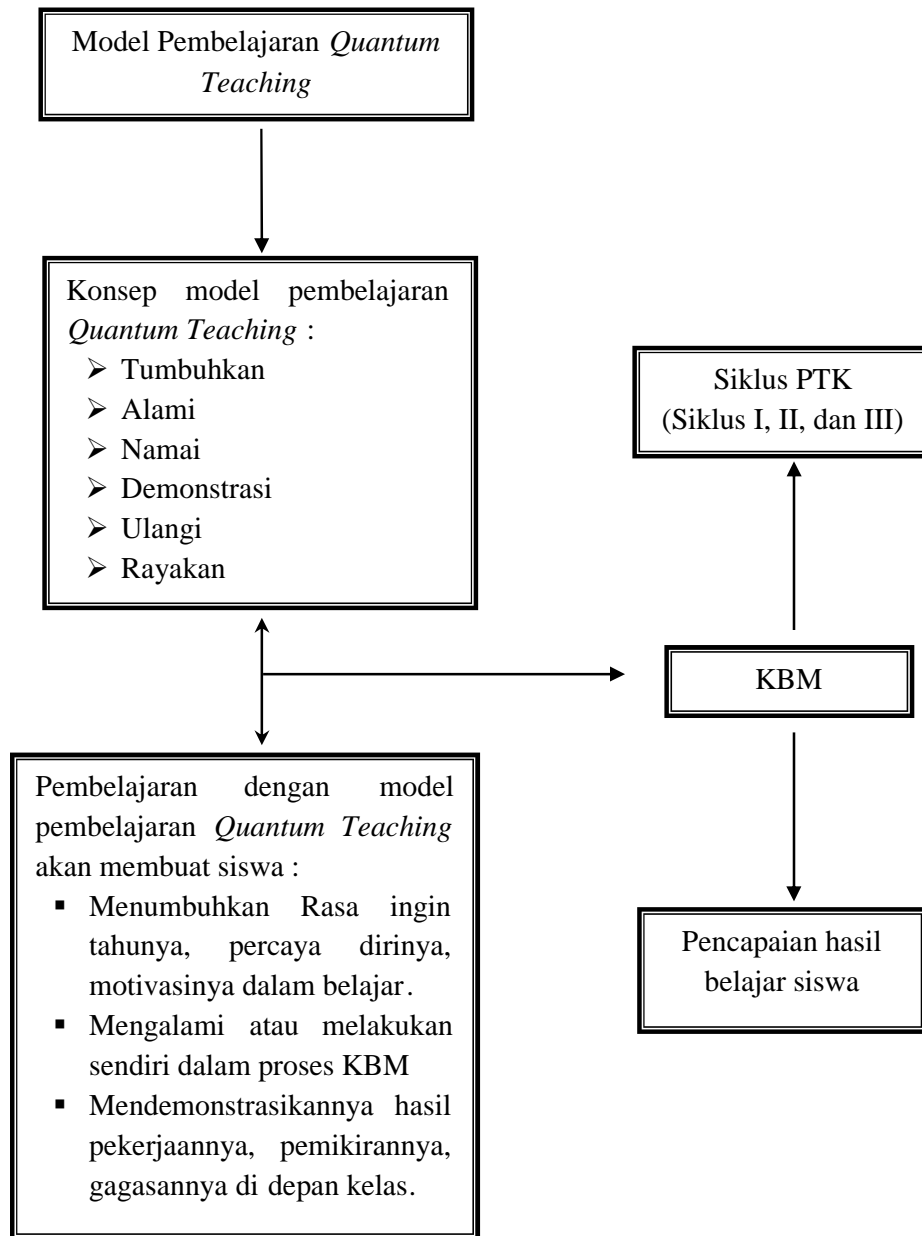 Model Pembelajaran Quantum
Teaching
Konsep model pembelajaran
Quantum Teaching :
➢ Tumbuhkan
➢ Alami
➢ Namai
➢ Demonstrasi
➢ Ulangi
➢ Rayakan
Siklus PTK
(Siklus I, II, dan III)
KBM
Pembelajaran dengan model
pembelajaran Quantum Teaching
akan membuat siswa :
▪ Menumbuhkan Rasa ingin
tahunya, percaya dirinya,
motivasinya dalam belajar.
▪ Mengalami atau melakukan
sendiri dalam proses KBM
▪ Mendemonstrasikannya hasil
pekerjaannya, pemikirannya,
gagasannya di depan kelas.
Pencapaian hasil
belajar siswa